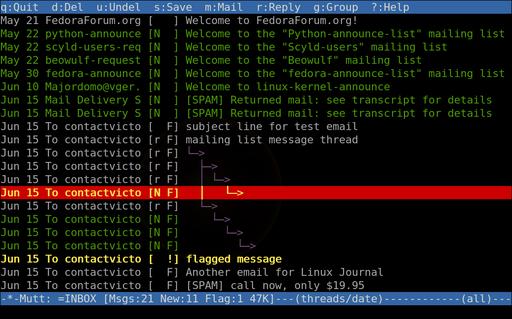 q:Quit  d:Del  u:Undel  s:Save  m:Mail  r:Reply  g:Group  ?:Help
May 21 FedoraForum.org [   ] Welcome to FedoraForum.org!
May 22 python-announce [N  ] Welcome to the "Python-announce-list" mailing list
May 22 scyld-users-req [N  ] Welcome to the "Scyld-users" mailing list
May 22 beowulf-request [N  ] Welcome to the "Beowulf" mailing list
May 30 fedora-announce [N  ] Welcome to the "fedora-announce-list" mailing list
Jun 10 Majordomo@vger. [N  ] Welcome to linux-kernel-announce
Jun 15 Mail Delivery S [N  ] [SPAM] Returned mail: see transcript for details
Jun 15 Mail Delivery S [N  ] [SPAM] Returned mail: see transcript for details
Jun 15 To contactvicto [  F] subject line for test email
Jun 15 To contactvicto [r F] mailing list message thread
Jun 15 To contactvicto [r F] └─>
Jun 15 To contactvicto [r F]   ├─>
Jun 15 To contactvicto [r F]   │ └─>
Jun 15 To contactvicto [N F]   │   └─>
Jun 15 To contactvicto [r F]   └─>
Jun 15 To contactvicto [N F]     └─>
Jun 15 To contactvicto [N F]       └─>
Jun 15 To contactvicto [N F]         └─>
Jun 15 To contactvicto [  !] flagged message
Jun 15 To contactvicto [  F] Another email for Linux Journal
Jun 15 To contactvicto [  F] [SPAM] call now, only $19.95
-*-Mutt: =INBOX [Msgs:21 New:11 Flag:1 47K]---(threads/date)------------(all)---